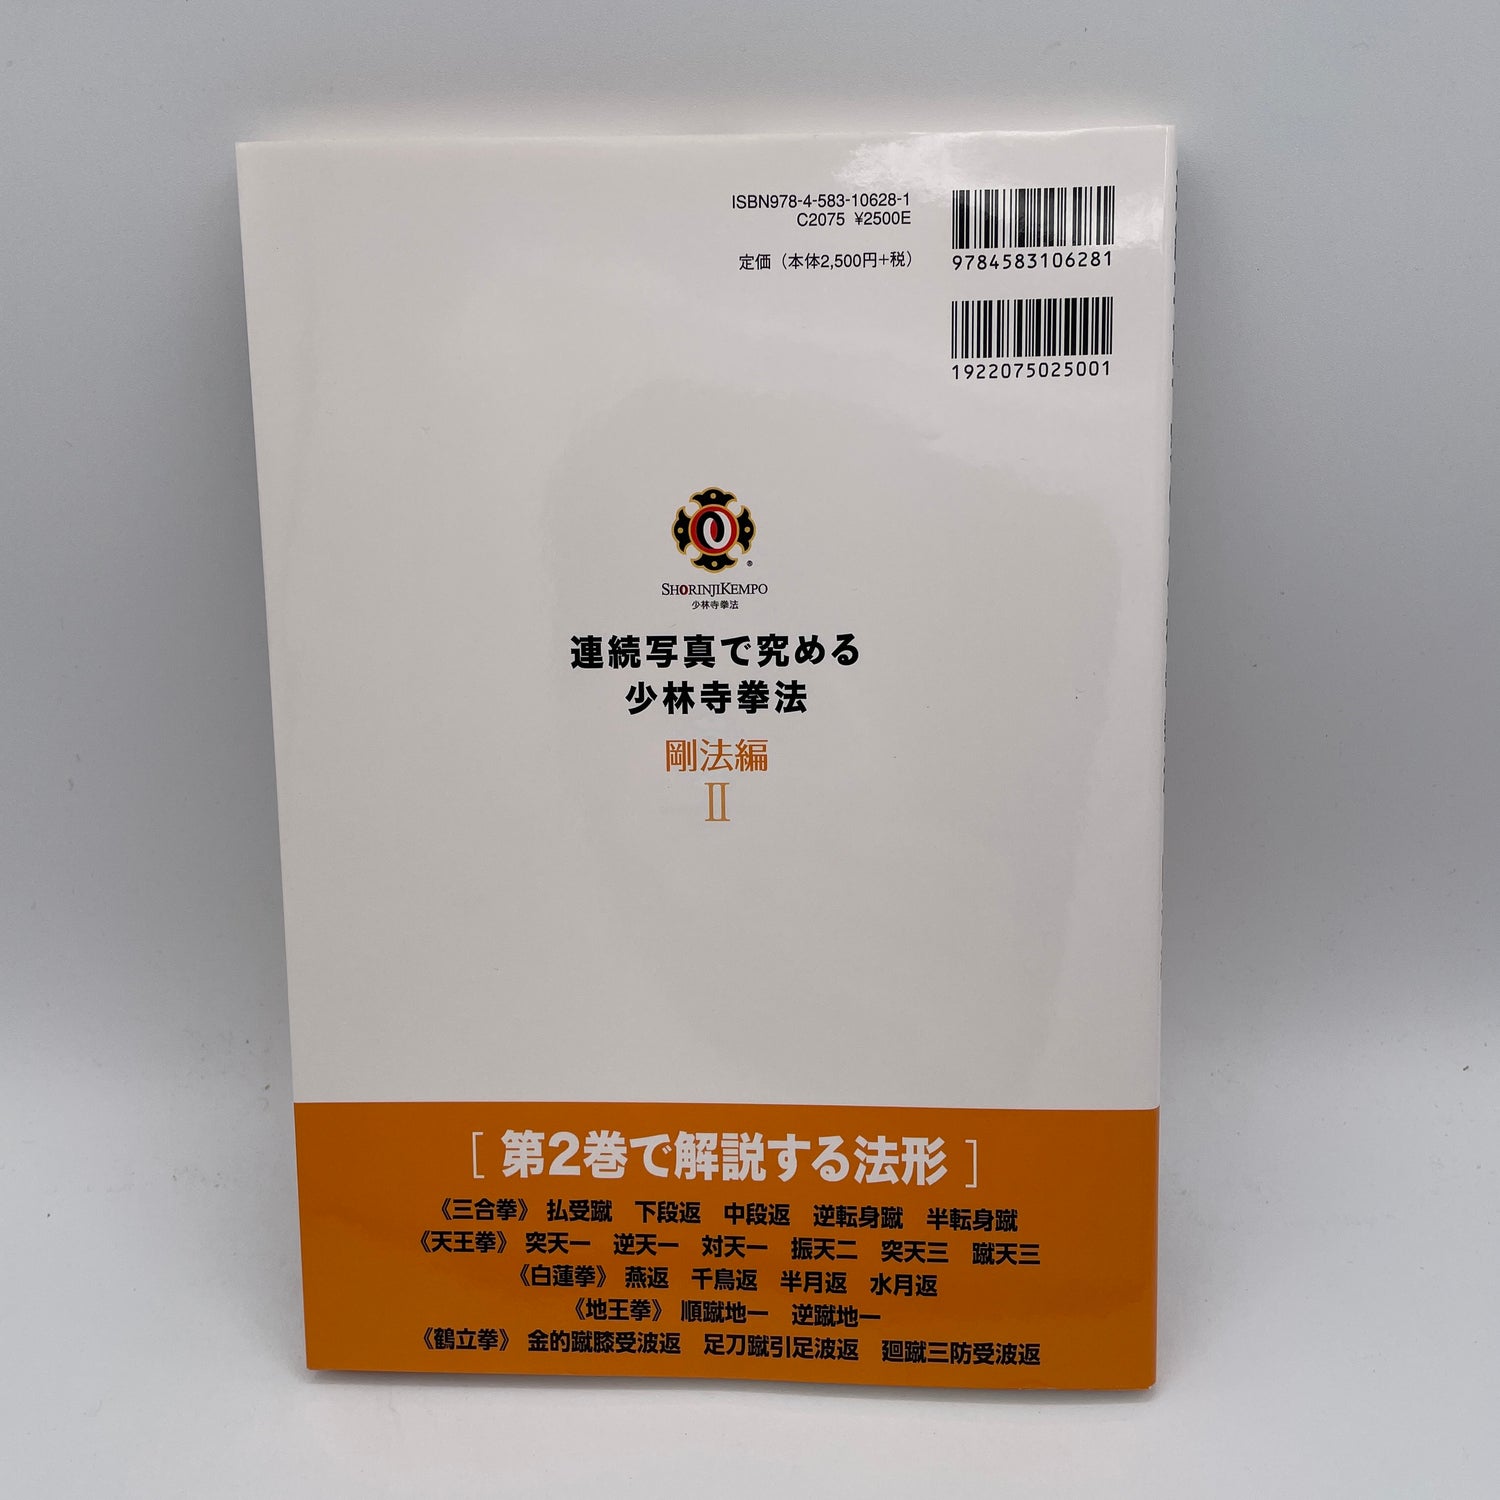 ISBN978-4-583-10628-1
C2075 ¥2500E
定価（本体2,500円+税）
9784583106281
1922075025001
SHORINJIKEMPO
少林寺拳法
連続写真で究める
少林寺拳法
剛法編
Ⅱ
［第2巻で解説する法形］
《三合拳》 払受蹴 下段返 中段返 逆転身蹴 半転身蹴
《天王拳》 突天一 逆天一 対天一 振天二 突天三 蹴天三
《白蓮拳》 燕返 千鳥返 半月返 水月返
《地王拳》 順蹴地一 逆蹴地一
《鶴立拳》 金的蹴膝受波返 足刀蹴引足波返 廻蹴三防受波返